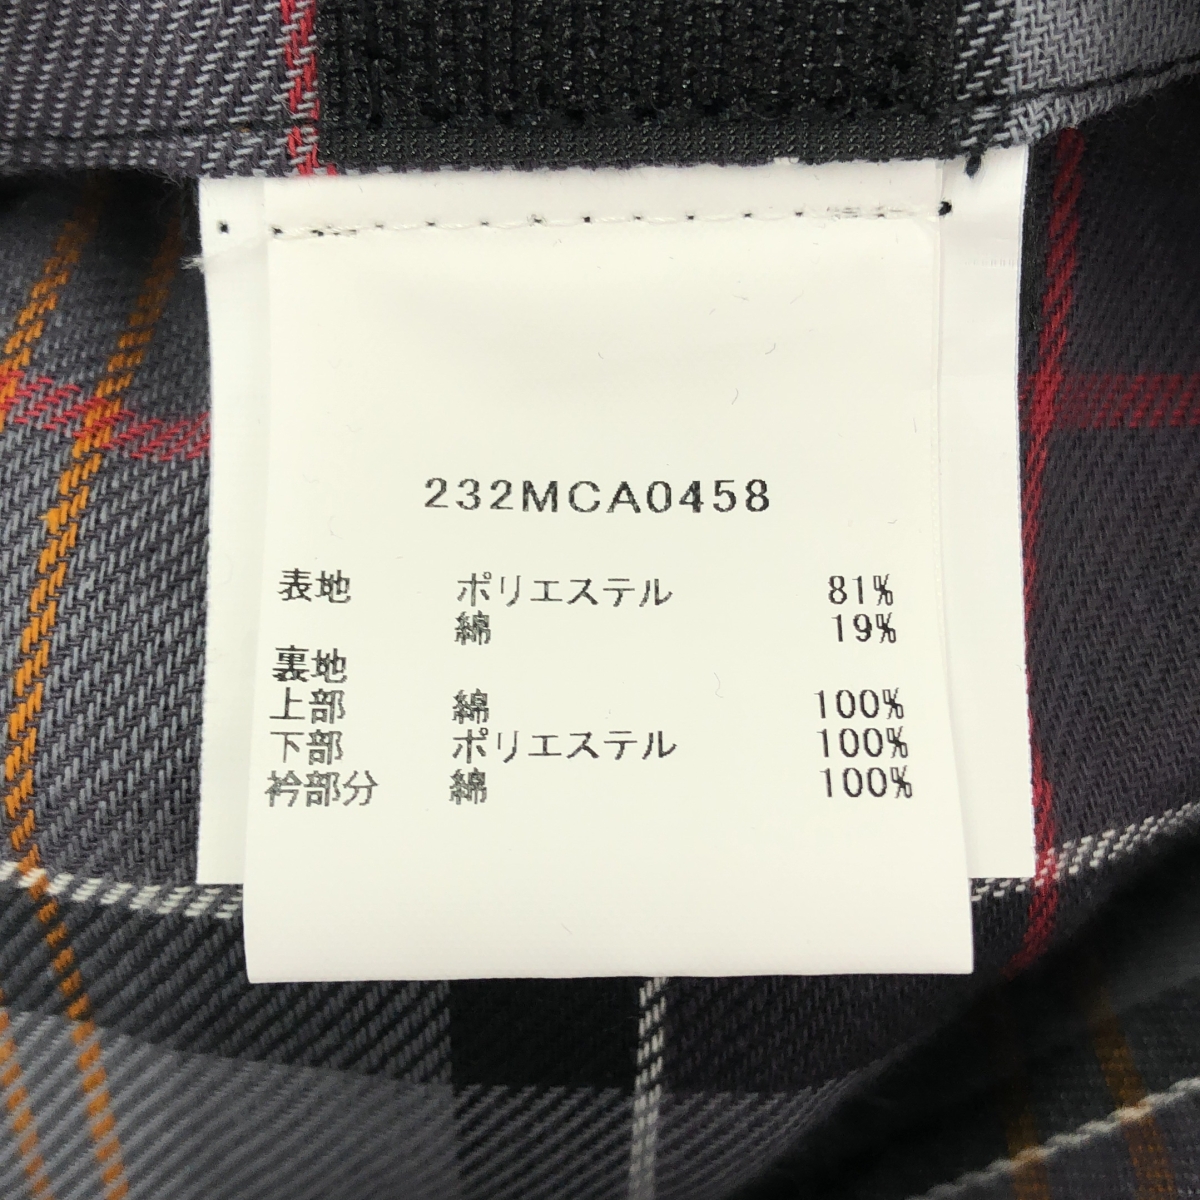 232MCA0458
表地 ポリエステル 81%
綿 19%
裏地
上部 綿 100%
下部 ポリエステル 100%
衿部分 綿 100%